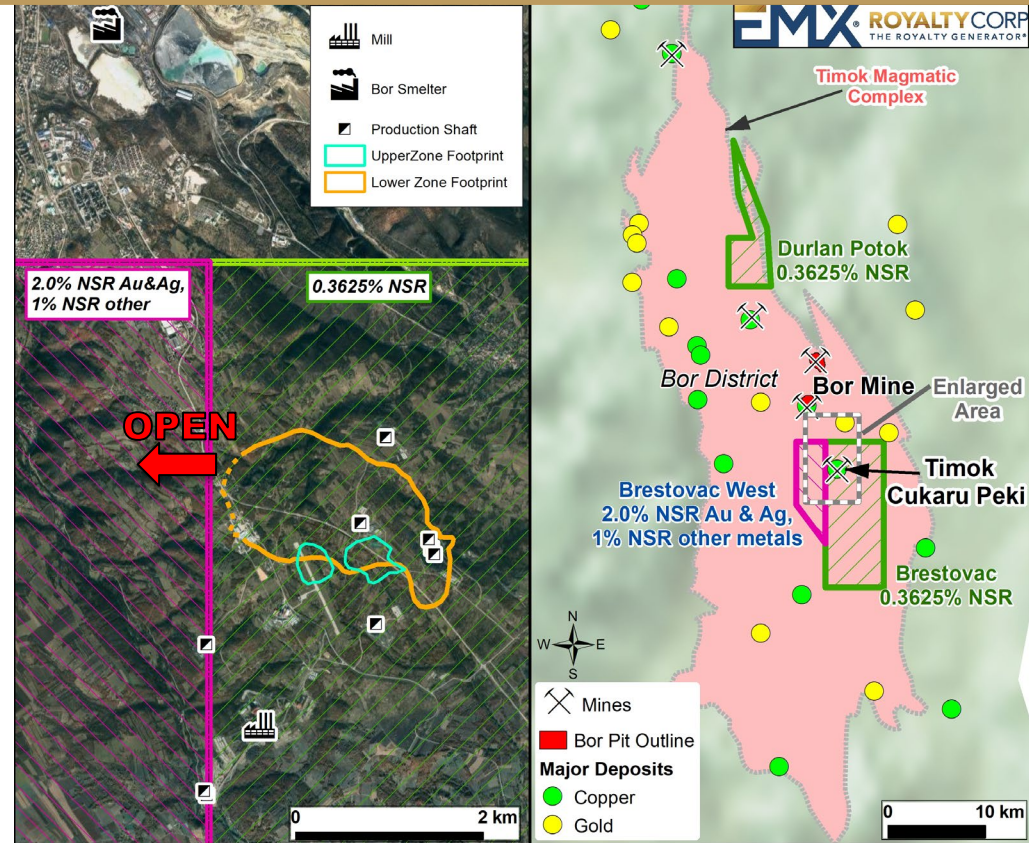 Mill
Bor Smelter
Production Shaft
UpperZone Footprint
Lower Zone Footprint
2.0% NSR Au&Ag,
1% NSR other
0.3625% NSR
OPEN
0 2 km
EMX® ROYALTY CORP
THE ROYALTY GENERATOR®
Timok Magmatic
Complex
Durlan Potok
0.3625% NSR
Bor District
Bor Mine
Enlarged
Area
Timok
Cukaru Peki
Brestovac West
2.0% NSR Au & Ag,
1% NSR other metals
Brestovac
0.3625% NSR
N
W E
S
Mines
Bor Pit Outline
Major Deposits
Copper
Gold
0 10 km